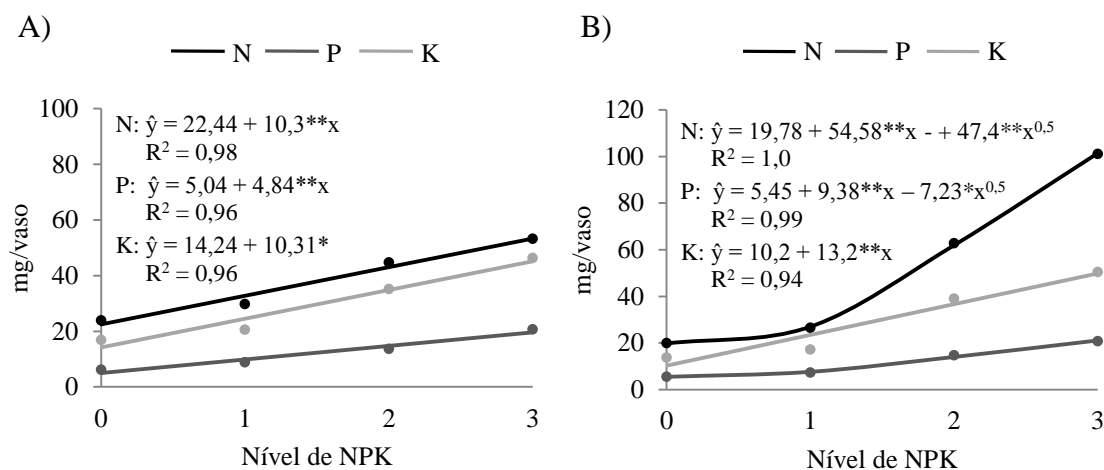 A)
N P K
100
80
60
40
20
0
mg/vaso
N: ŷ = 22,44 + 10,3**x
R² = 0,98
P: ŷ = 5,04 + 4,84**x
R² = 0,96
K: ŷ = 14,24 + 10,31*
R² = 0,96
0 1 2 3
Nível de NPK
B)
N P K
120
100
80
60
40
20
0
mg/vaso
N: ŷ = 19,78 + 54,58**x - + 47,4**x⁰,⁵
R² = 1,0
P: ŷ = 5,45 + 9,38**x – 7,23*x⁰,⁵
R² = 0,99
K: ŷ = 10,2 + 13,2**x
R² = 0,94
0 1 2 3
Nível de NPK